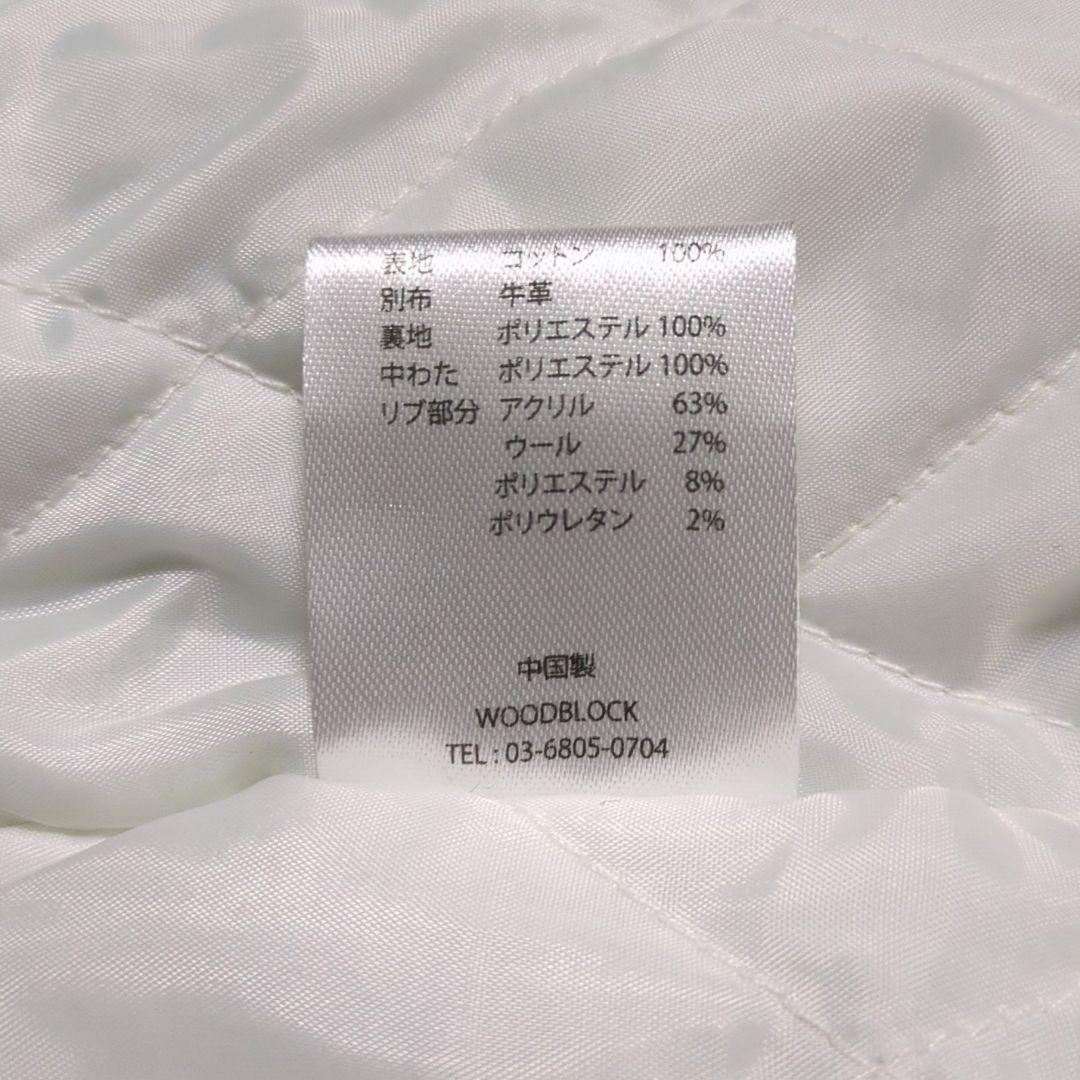 表地 コットン 100%
別布 牛革
裏地 ポリエステル 100%
中わた ポリエステル 100%
リブ部分 アクリル 63%
ウール 27%
ポリエステル 8%
ポリウレタン 2%
中国製
WOODBLOCK
TEL : 03-6805-0704